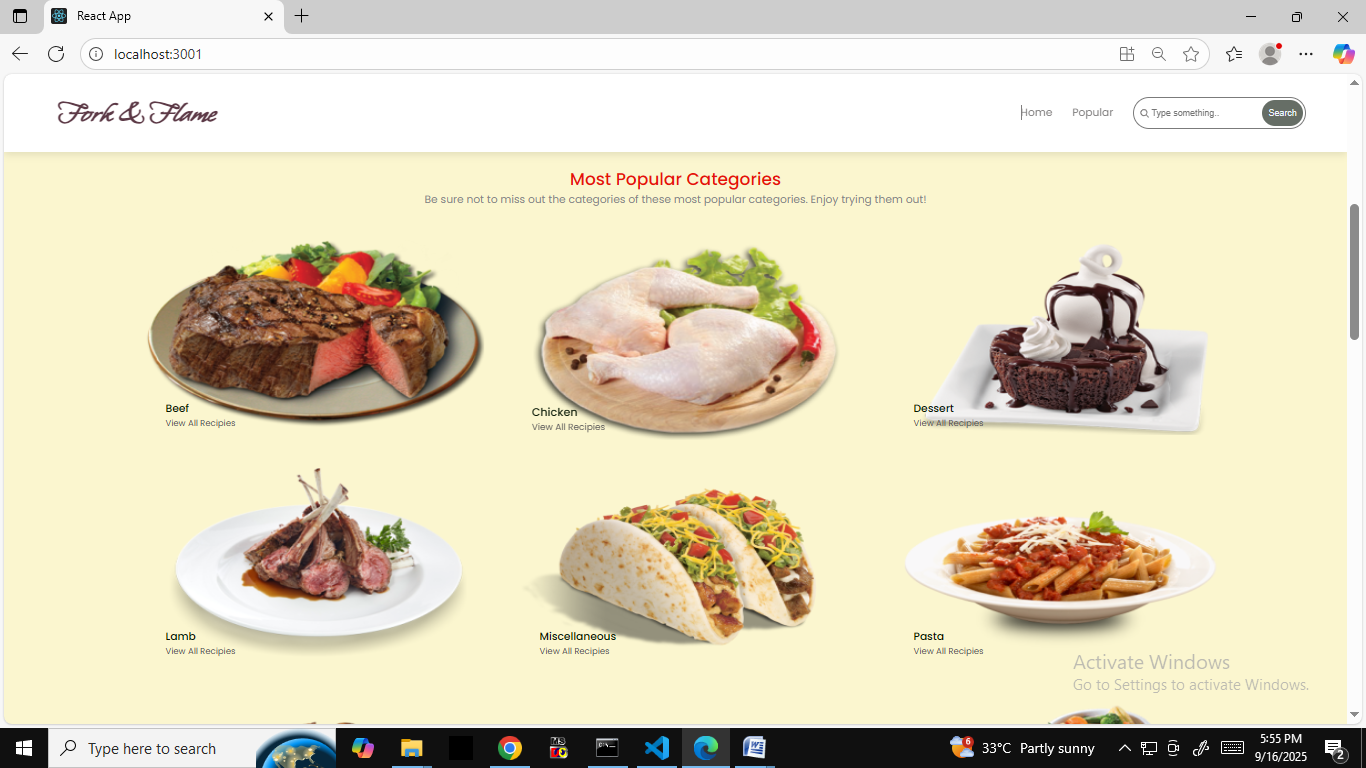 React App
localhost:3001
Fork & Flame
Home Popular Type something.. Search
Most Popular Categories
Be sure not to miss out the categories of these most popular categories. Enjoy trying them out!
Beef
View All Recipies
Chicken
View All Recipies
Dessert
View All Recipies
Lamb
View All Recipies
Miscellaneous
View All Recipies
Pasta
View All Recipies
Activate Windows
Go to Settings to activate Windows.
Type here to search
6
33°C Partly sunny
5:55 PM
9/16/2025
2